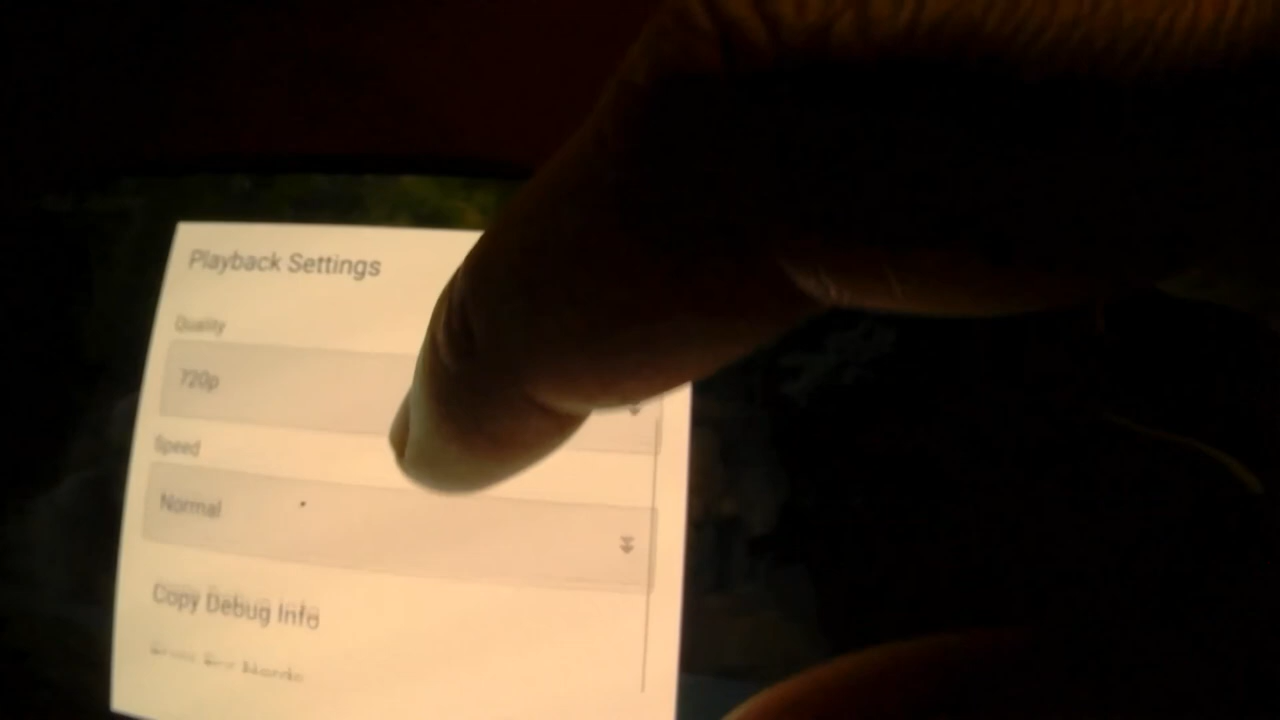 Playback Settings
Quality
720p
Speed
Normal
Copy Debug Info